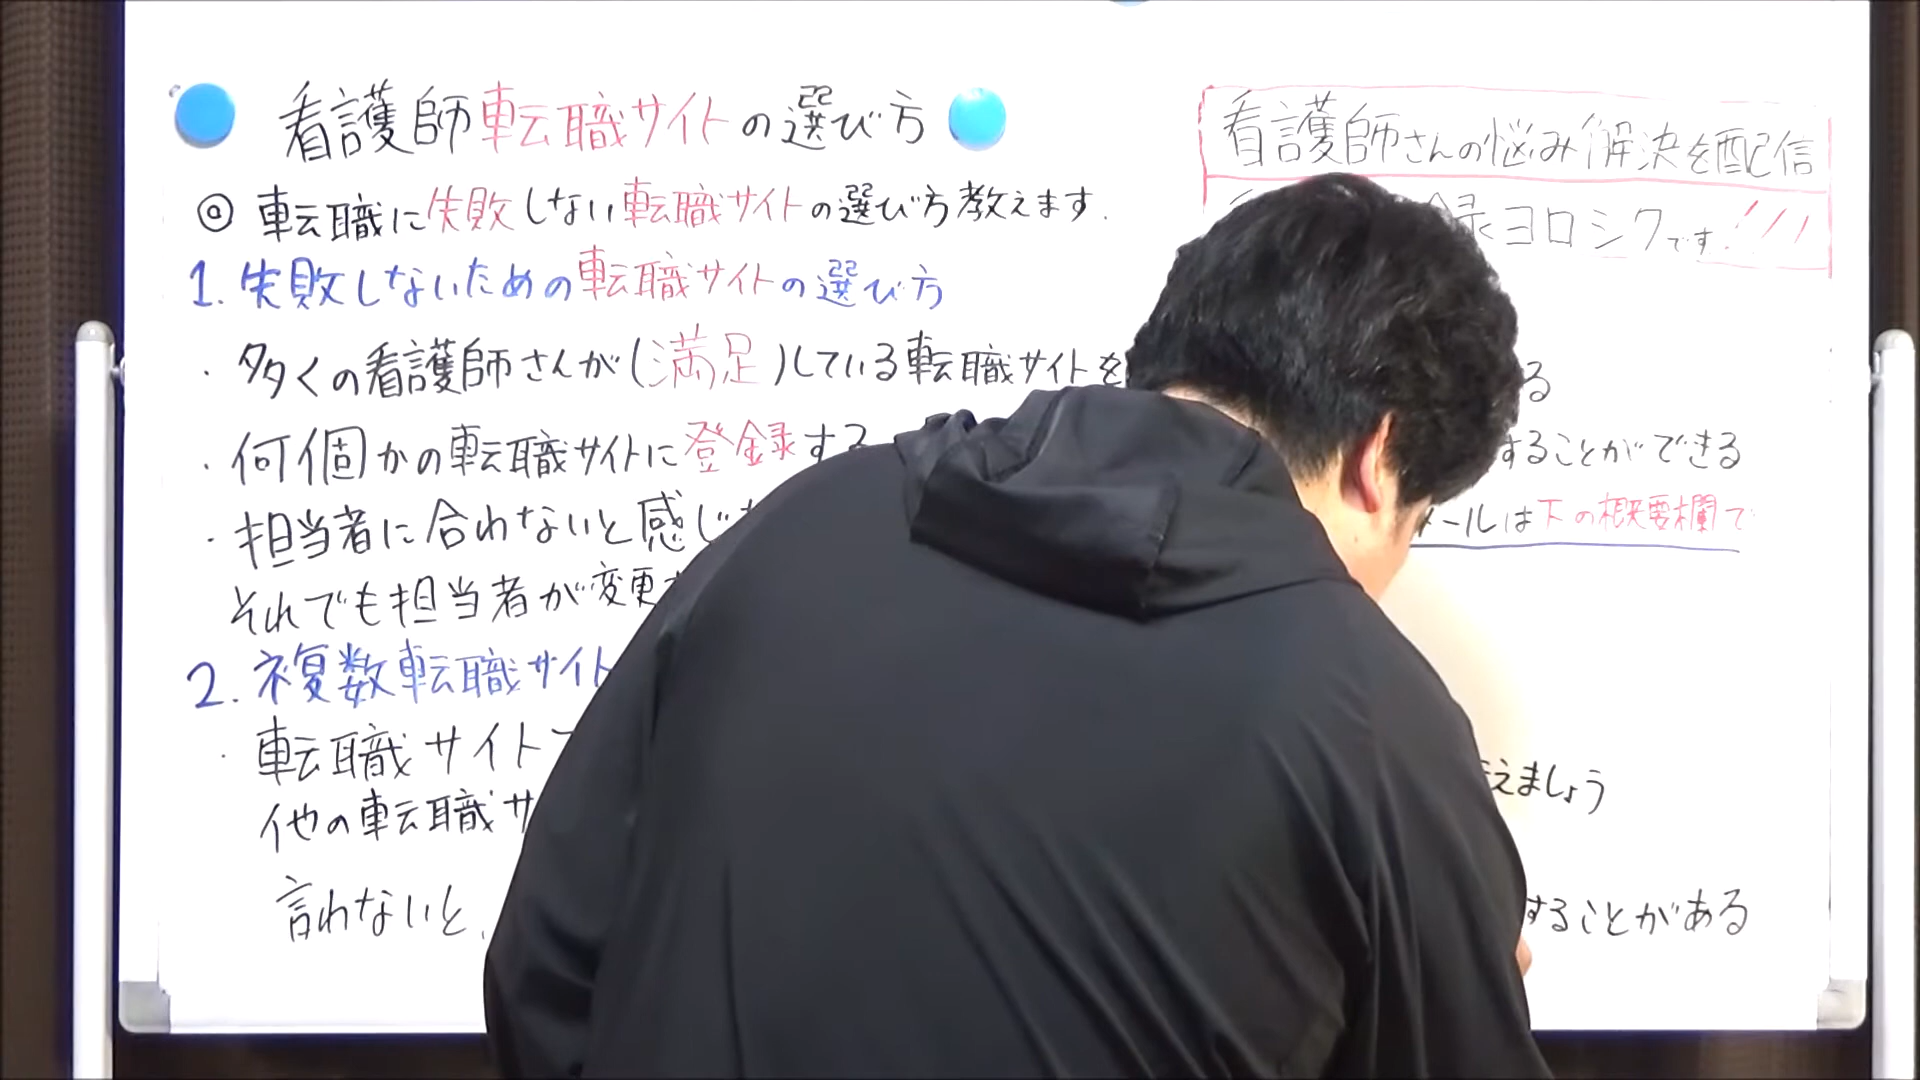 看護師転職サイトの選び方
◎ 転職に失敗しない転職サイトの選び方教えます.
1. 失敗しないための転職サイトの選び方
・多くの看護師さんが(満足)している転職サイトを
る
・何個かの転職サイトに登録する
することができる
・担当者に合わないと感じ
メールは下の概要欄で
それでも担当者が変更
2. 複数転職サイト
・転職サイト
えましょう
他の転職サ
言わないと、
することがある
看護師さんの悩み解決を配信
録ヨロシクです!!!